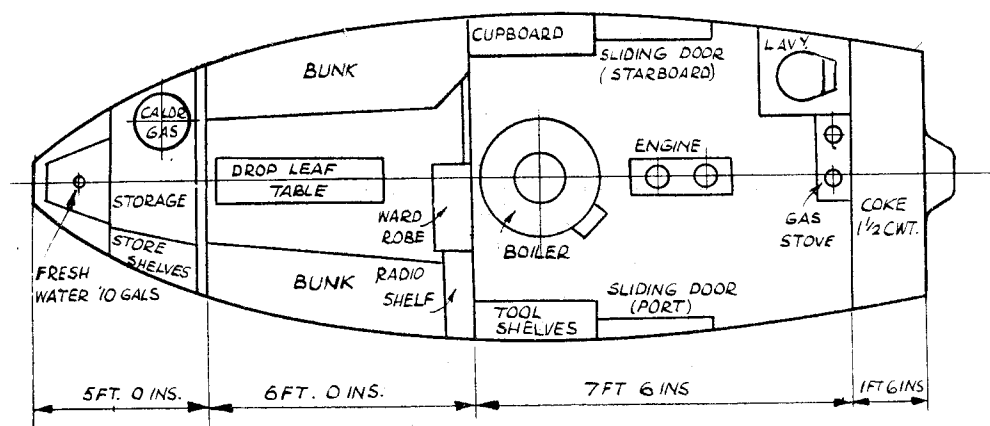 CUPBOARD
SLIDING DOOR
(STARBOARD)
LAVY.
BUNK
CALOR
GAS
ENGINE
DROP LEAF
TABLE
STORAGE
WARD
ROBE
BOILER
GAS
STOVE
COKE
1½ CWT.
STORE
SHELVES
FRESH
WATER '10 GALS
BUNK
RADIO
SHELF
SLIDING DOOR
(PORT)
TOOL
SHELVES
5FT. 0 INS.
6FT. 0 INS.
7FT 6 INS
1FT 6 INS